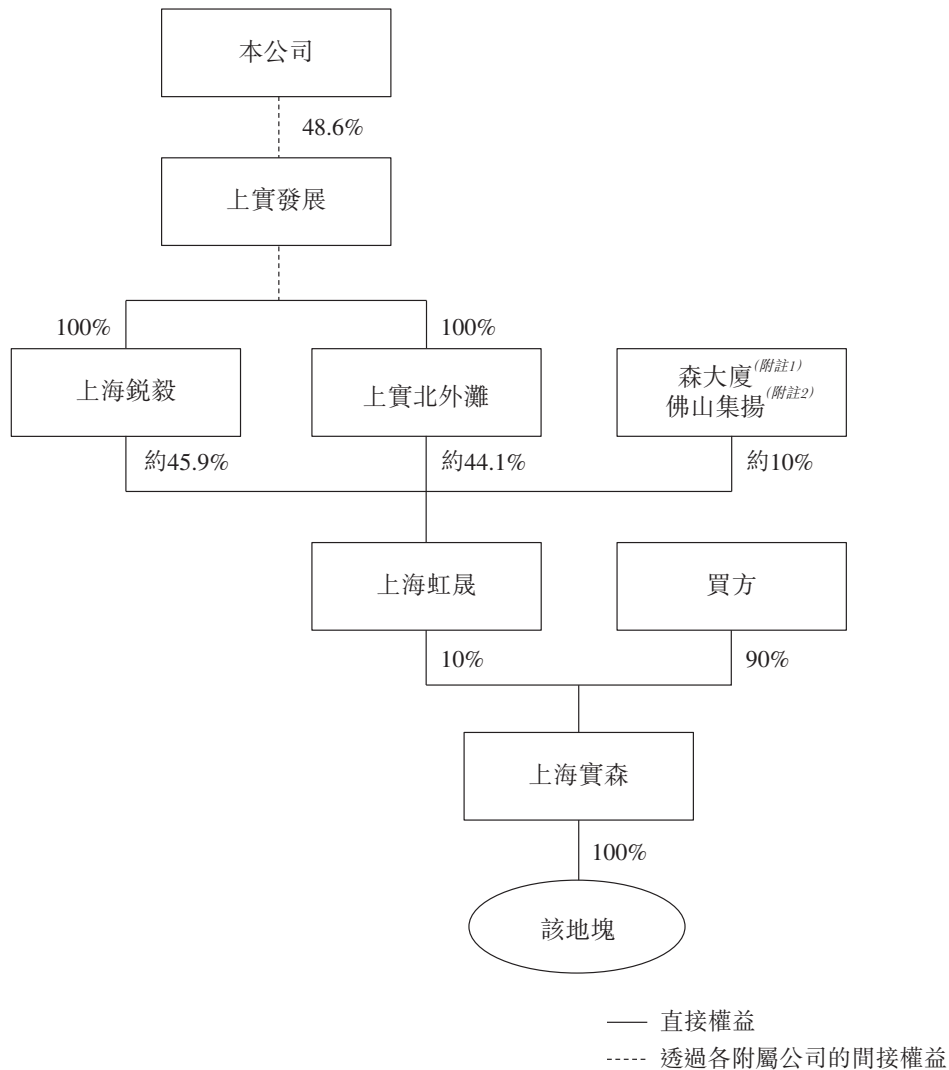 本公司
48.6%
上實發展
100%
100%
上海鋭毅
上實北外灘
森大廈(附註1)
佛山集揚(附註2)
約45.9%
約44.1%
約10%
上海虹晟
買方
10%
90%
上海實森
100%
該地塊
直接權益
透過各附屬公司的間接權益